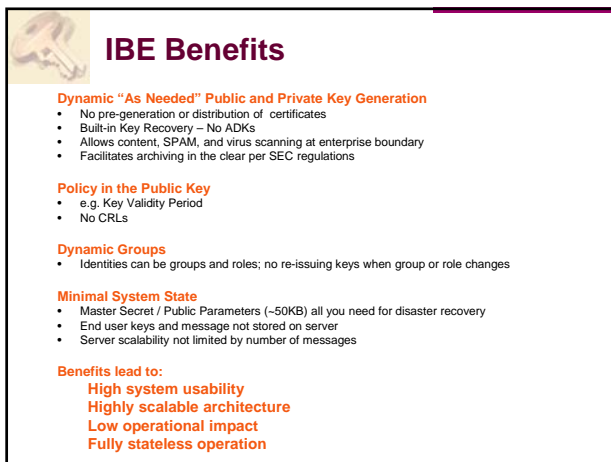 IBE Benefits
Dynamic “As Needed” Public and Private Key Generation
• No pre-generation or distribution of certificates
• Built-in Key Recovery – No ADKs
• Allows content, SPAM, and virus scanning at enterprise boundary
• Facilitates archiving in the clear per SEC regulations
Policy in the Public Key
• e.g. Key Validity Period
• No CRLs
Dynamic Groups
• Identities can be groups and roles; no re-issuing keys when group or role changes
Minimal System State
• Master Secret / Public Parameters (~50KB) all you need for disaster recovery
• End user keys and message not stored on server
• Server scalability not limited by number of messages
Benefits lead to:
High system usability
Highly scalable architecture
Low operational impact
Fully stateless operation